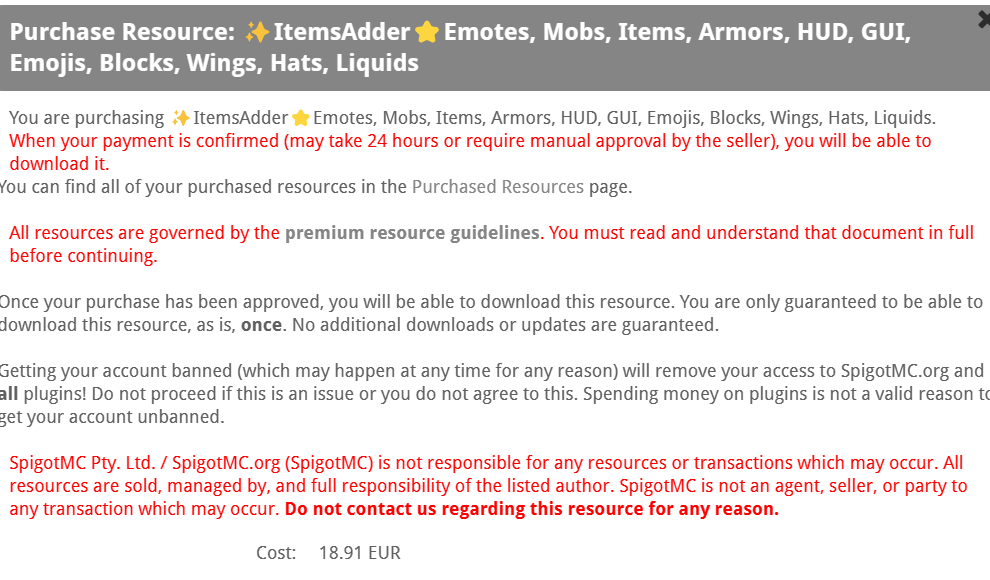 Purchase Resource: ✨ItemsAdder⭐Emotes, Mobs, Items, Armors, HUD, GUI,
Emojis, Blocks, Wings, Hats, Liquids
You are purchasing ✨ItemsAdder⭐Emotes, Mobs, Items, Armors, HUD, GUI, Emojis, Blocks, Wings, Hats, Liquids.
When your payment is confirmed (may take 24 hours or require manual approval by the seller), you will be able to
download it.
You can find all of your purchased resources in the Purchased Resources page.
All resources are governed by the premium resource guidelines. You must read and understand that document in full
before continuing.
Once your purchase has been approved, you will be able to download this resource. You are only guaranteed to be able to
download this resource, as is, once. No additional downloads or updates are guaranteed.
Getting your account banned (which may happen at any time for any reason) will remove your access to SpigotMC.org and
all plugins! Do not proceed if this is an issue or you do not agree to this. Spending money on plugins is not a valid reason to
get your account unbanned.
SpigotMC Pty. Ltd. / SpigotMC.org (SpigotMC) is not responsible for any resources or transactions which may occur. All
resources are sold, managed by, and full responsibility of the listed author. SpigotMC is not an agent, seller, or party to
any transaction which may occur. Do not contact us regarding this resource for any reason.
Cost: 18.91 EUR